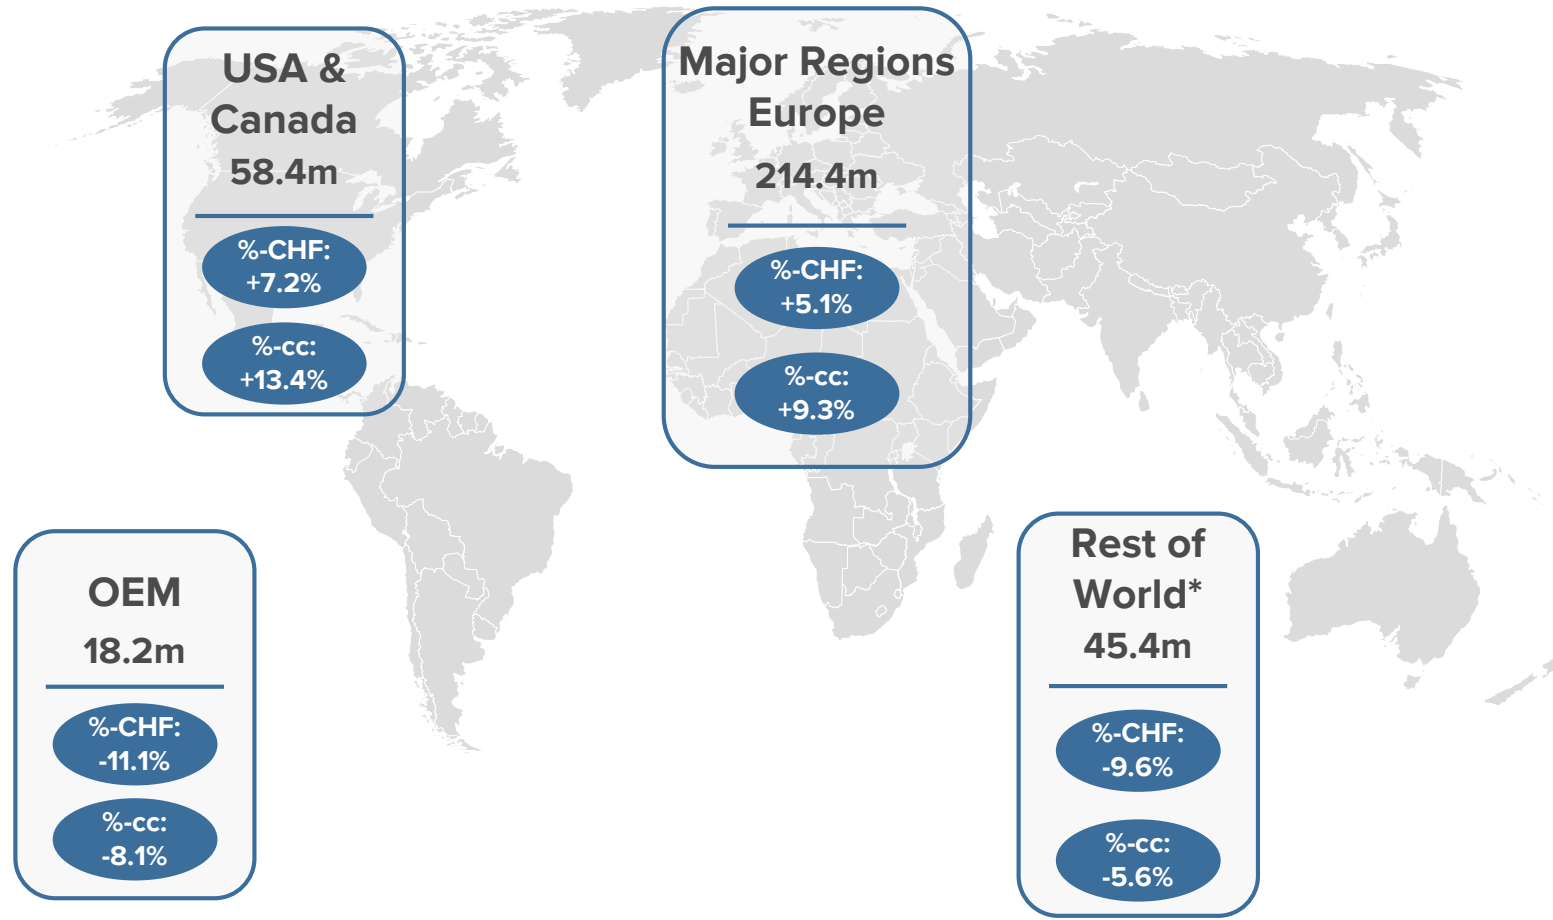 USA &
Canada
58.4m
%-CHF:
+7.2%
%-cc:
+13.4%
Major Regions
Europe
214.4m
%-CHF:
+5.1%
%-cc:
+9.3%
OEM
18.2m
%-CHF:
-11.1%
%-cc:
-8.1%
Rest of
World*
45.4m
%-CHF:
-9.6%
%-cc:
-5.6%